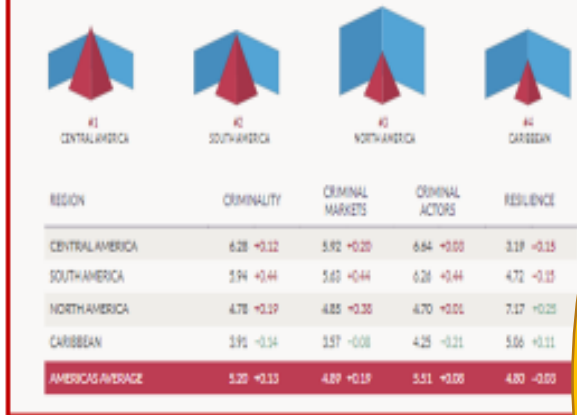 #1 #2 #3 #4
CENTRAL AMERICA SOUTH AMERICA NORTH AMERICA CARIBBEAN
REGION CRIMINALITY CRIMINAL MARKETS CRIMINAL ACTORS RESILIENCE
CENTRAL AMERICA 6.28 +0.12 5.92 +0.20 6.64 +0.03 3.19 -0.15
SOUTH AMERICA 5.94 +0.44 5.63 +0.44 6.26 +0.44 4.72 -0.15
NORTH AMERICA 4.78 +0.19 4.85 +0.38 4.70 +0.01 7.17 +0.25
CARIBBEAN 3.91 -0.14 3.57 -0.08 4.25 -0.21 5.06 +0.11
AMERICAS AVERAGE 5.20 +0.13 4.89 +0.19 5.51 +0.08 4.80 -0.03